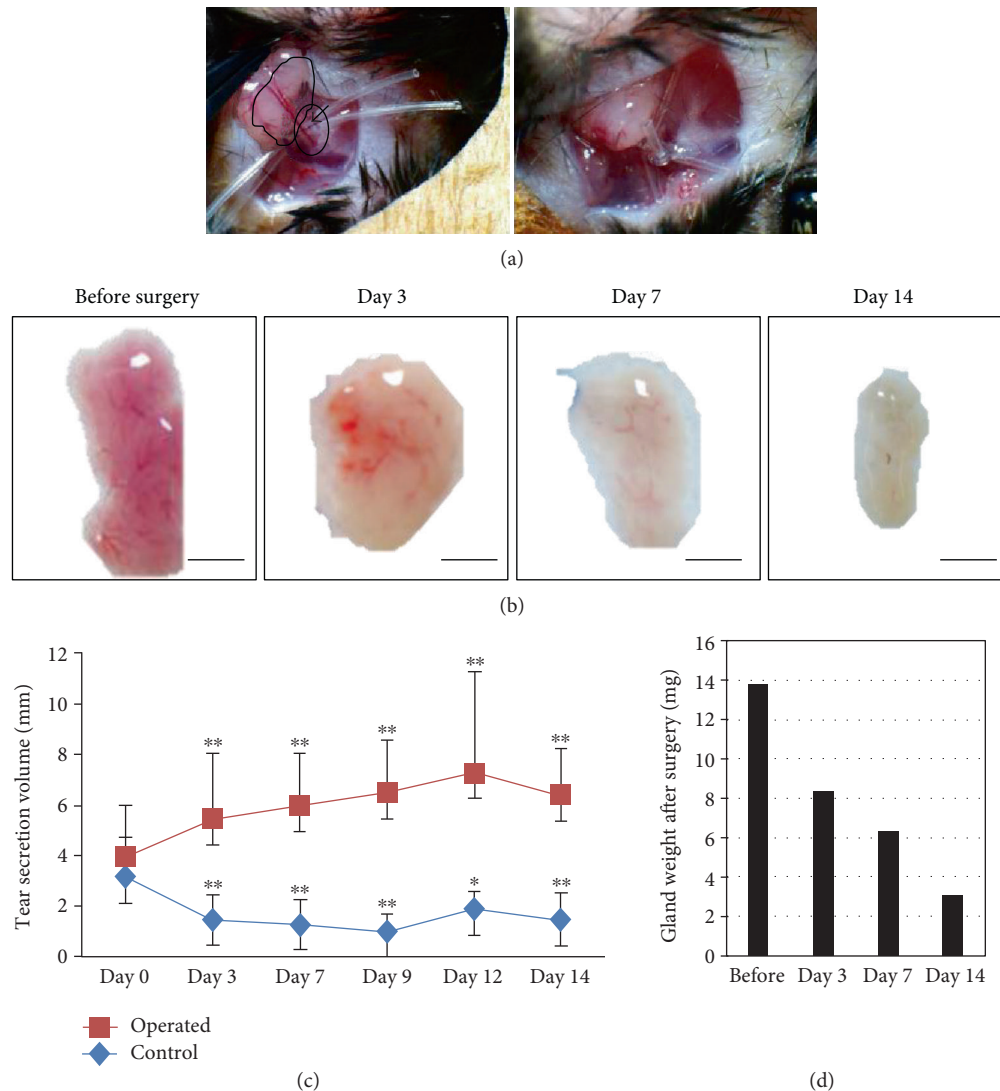 (a)
Before surgery Day 3 Day 7 Day 14
(b)
Tear secretion volume (mm)
12
10
8
6
4
2
0
** ** ** ** **
** ** ** * **
Day 0 Day 3 Day 7 Day 9 Day 12 Day 14
Operated
Control
(c)
Gland weight after surgery (mg)
16
14
12
10
8
6
4
2
0
Before Day 3 Day 7 Day 14
(d)